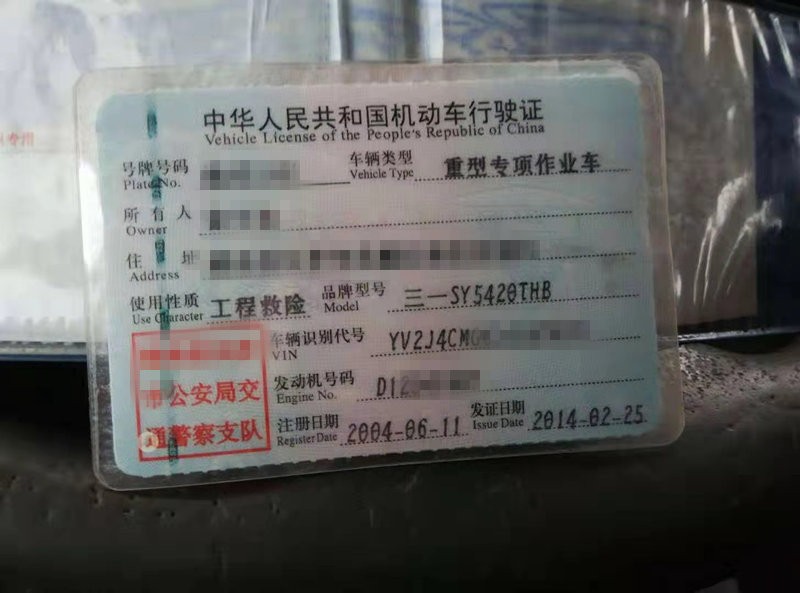 中华人民共和国机动车行驶证
Vehicle License of the People's Republic of China
号牌号码 车辆类型 重型专项作业车
Plate No. Vehicle Type
所有人
Owner
住址
Address
使用性质 工程救险 品牌型号 三一SY5420THB
Use Character Model
车辆识别代号 YV2J4CM
VIN
发动机号码 D12
Engine No.
市公安局交
通警察支队
注册日期 2004-06-11 发证日期 2014-02-25
Register Date Issue Date